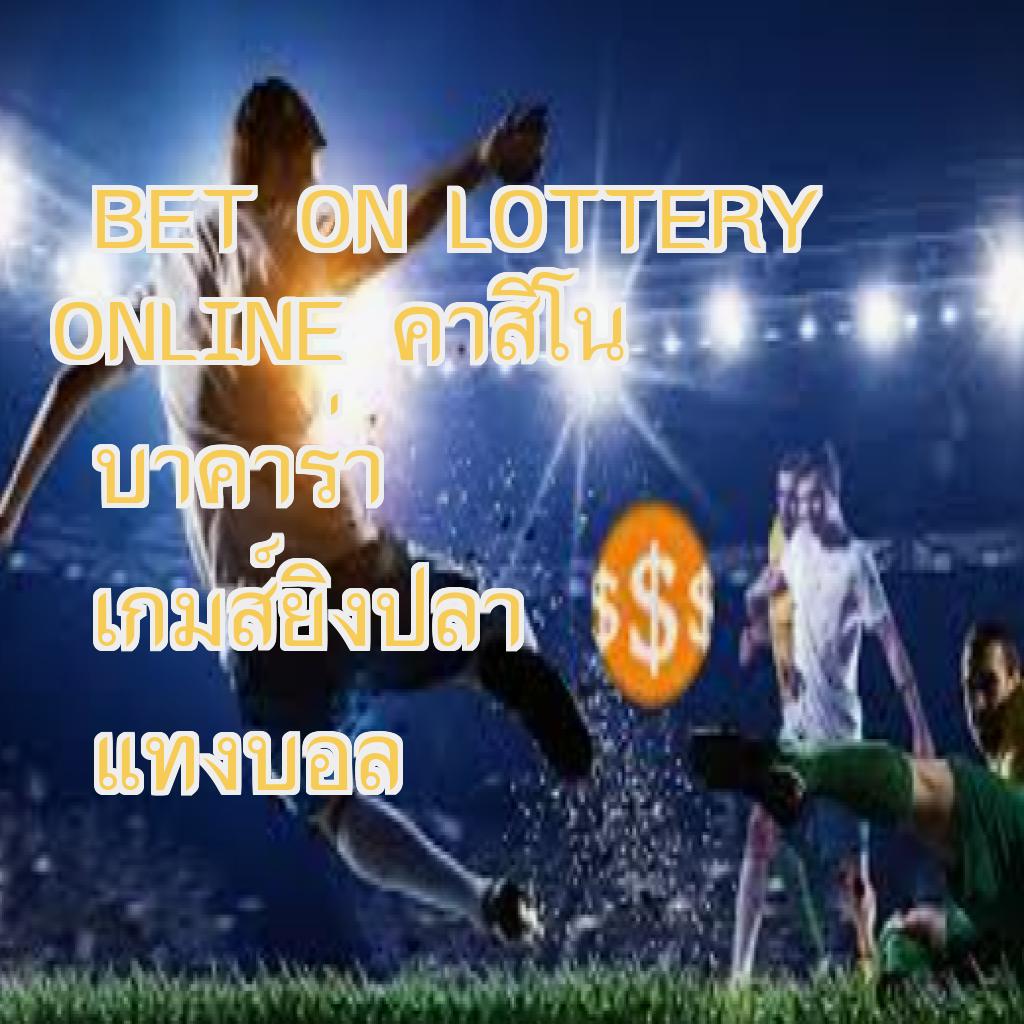 BET ON LOTTERY
ONLINE คาสิโน
บาคาร่า
เกมส์ยิงปลา
แทงบอล
$$$